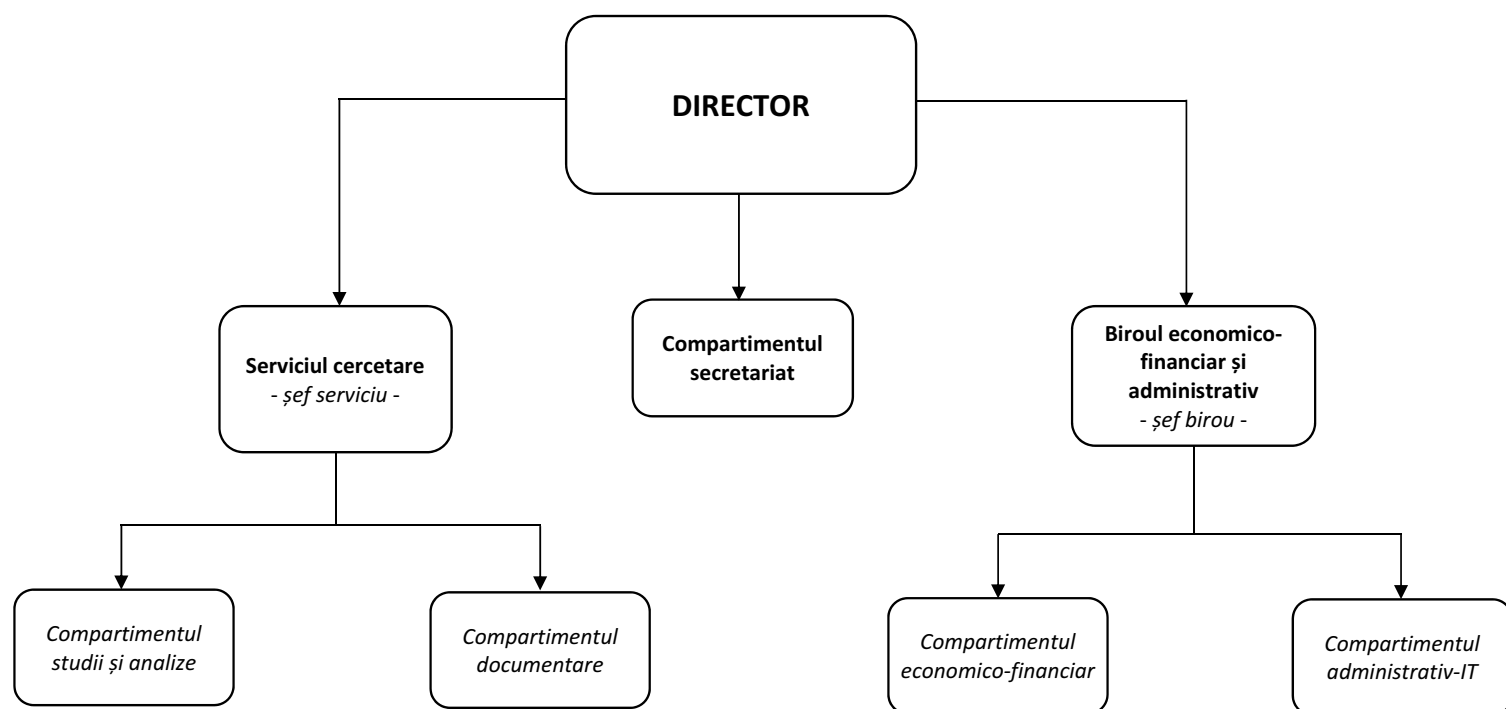 DIRECTOR
Serviciul cercetare
- șef serviciu -
Compartimentul
secretariat
Biroul economico-
financiar și
administrativ
- șef birou -
Compartimentul
studii și analize
Compartimentul
documentare
Compartimentul
economico-financiar
Compartimentul
administrativ-IT